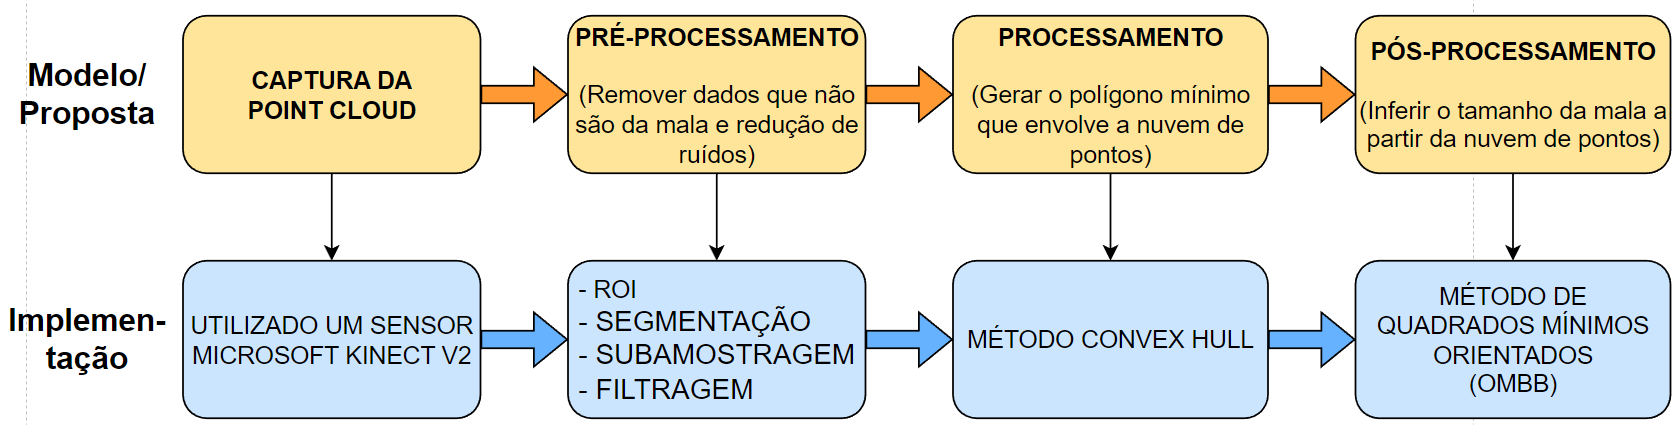 Modelo/
Proposta
CAPTURA DA
POINT CLOUD
PRÉ-PROCESSAMENTO
(Remover dados que não
são da mala e redução de
ruídos)
PROCESSAMENTO
(Gerar o polígono mínimo
que envolve a nuvem de
pontos)
PÓS-PROCESSAMENTO
(Inferir o tamanho da mala a
partir da nuvem de pontos)
Implemen-
tação
UTILIZADO UM SENSOR
MICROSOFT KINECT V2
- ROI
- SEGMENTAÇÃO
- SUBAMOSTRAGEM
- FILTRAGEM
MÉTODO CONVEX HULL
MÉTODO DE
QUADRADOS MÍNIMOS
ORIENTADOS
(OMBB)